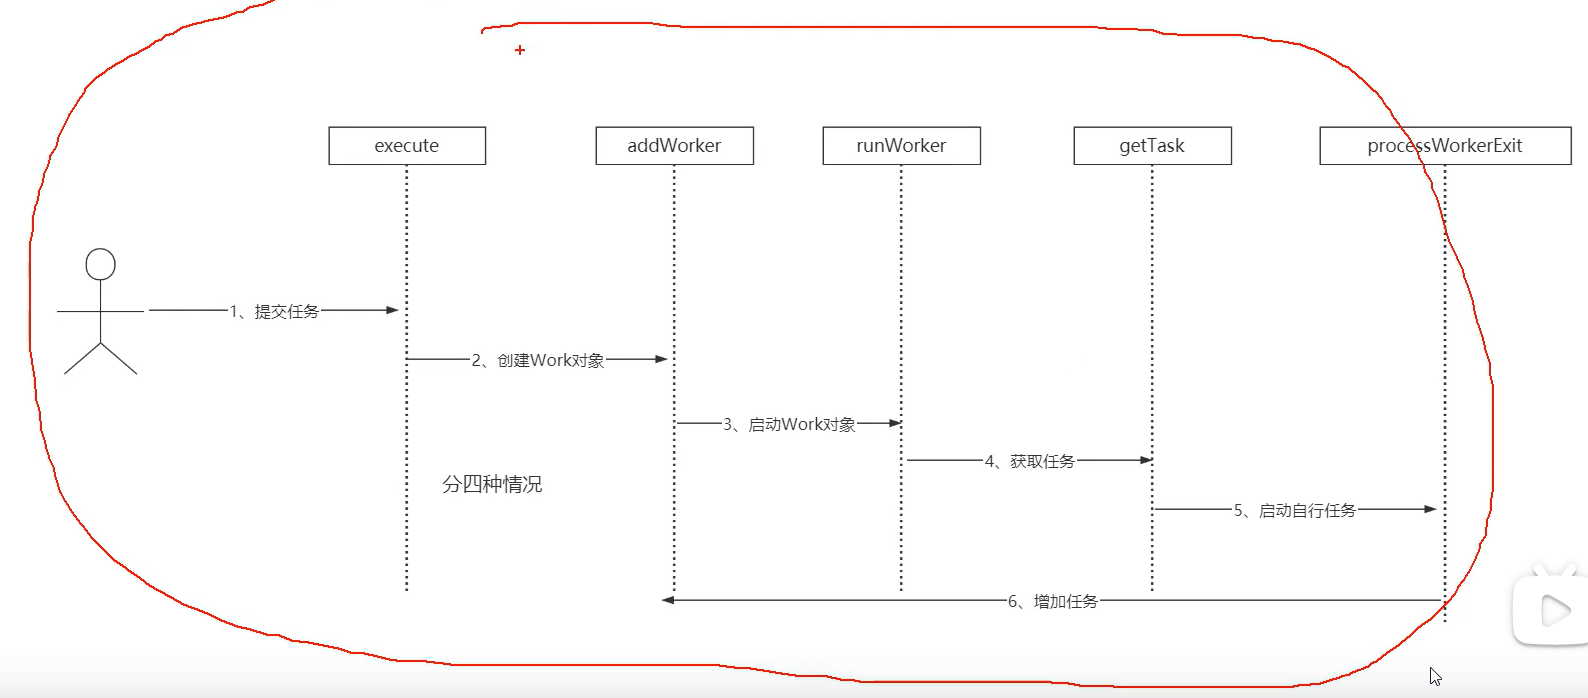 execute
addWorker
runWorker
getTask
processWorkerExit
1、提交任务
2、创建Work对象
3、启动Work对象
4、获取任务
分四种情况
5、启动自行任务
6、增加任务